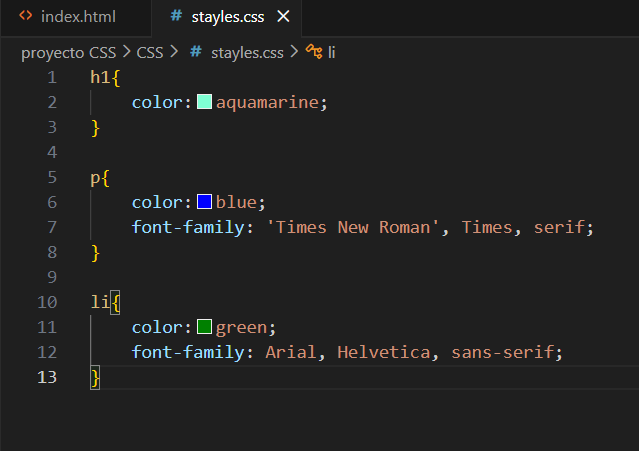 index.html
stayles.css
proyecto CSS > CSS > # stayles.css > li
1 h1{
2 color: aquamarine;
3 }
4
5 p{
6 color: blue;
7 font-family: 'Times New Roman', Times, serif;
8 }
9
10 li{
11 color: green;
12 font-family: Arial, Helvetica, sans-serif;
13 }